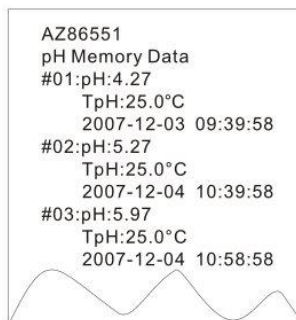 AZ86551
pH Memory Data
#01:pH:4.27
TpH:25.0°C
2007-12-03 09:39:58
#02:pH:5.27
TpH:25.0°C
2007-12-04 10:39:58
#03:pH:5.97
TpH:25.0°C
2007-12-04 10:58:58